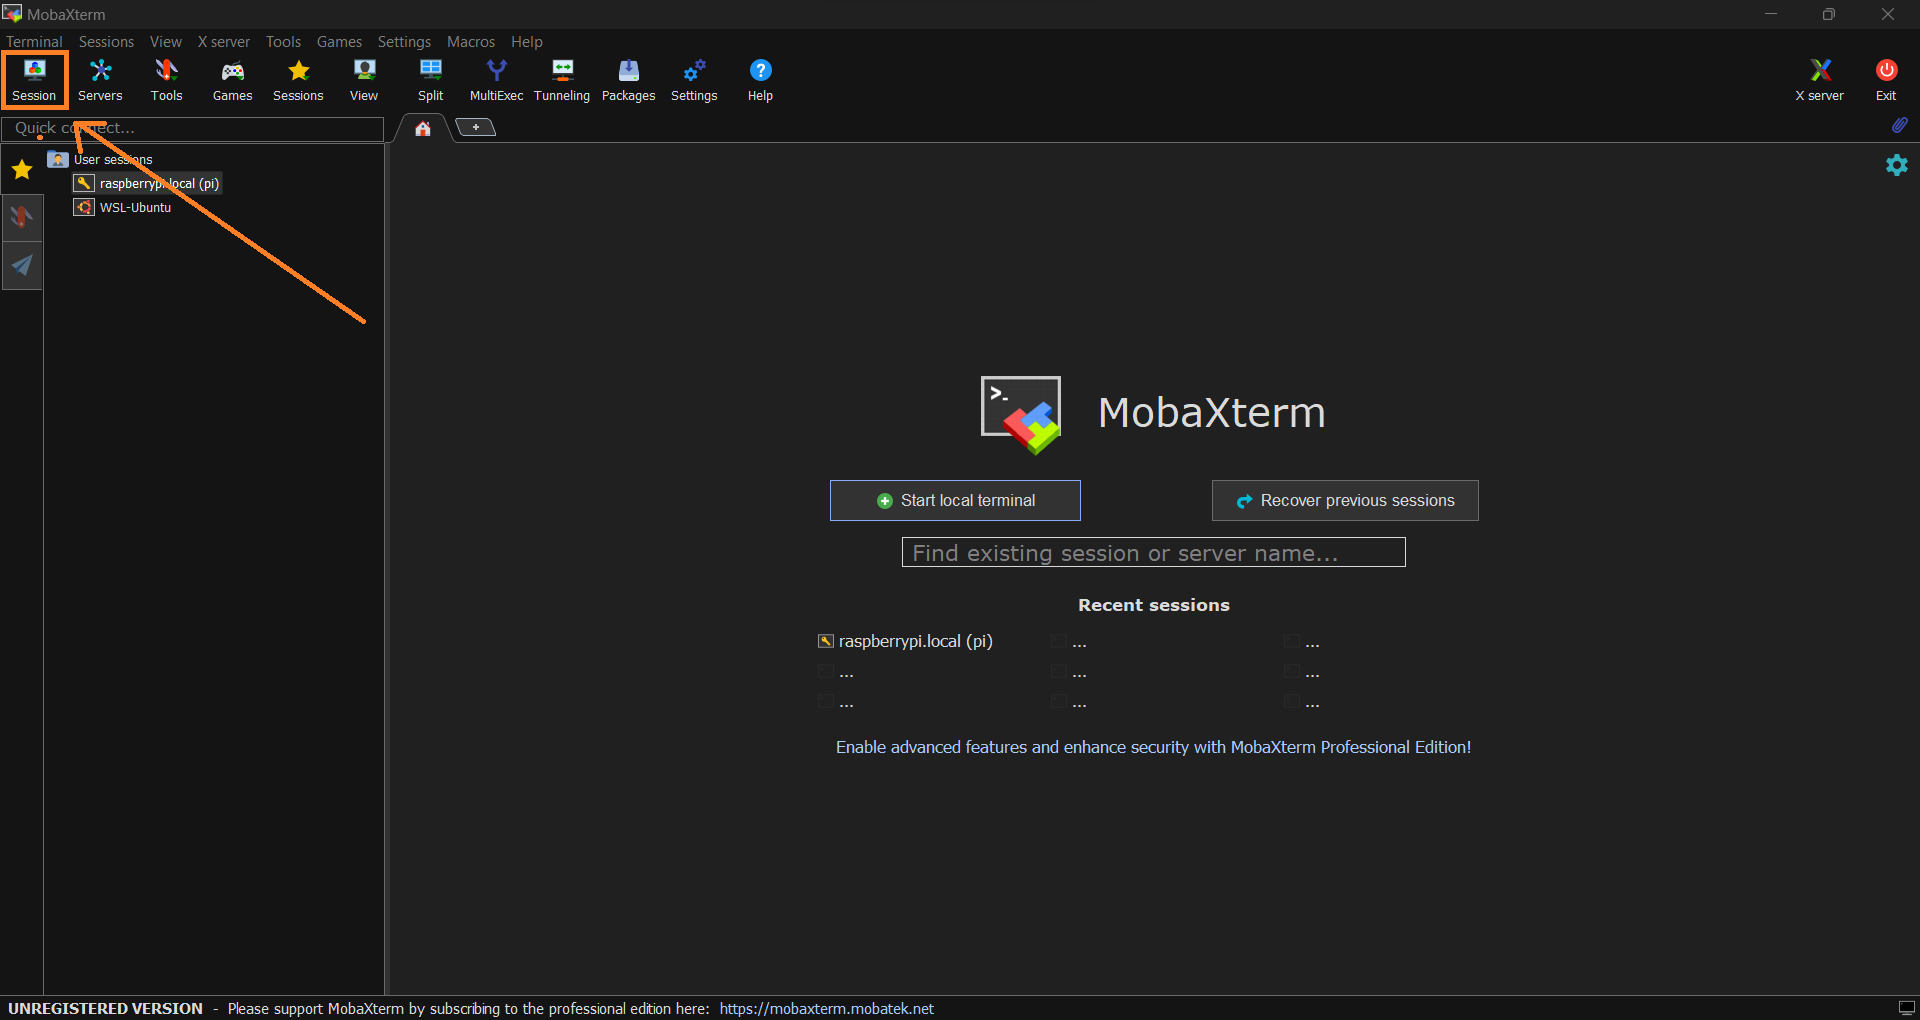 MobaXterm
Terminal Sessions View X server Tools Games Settings Macros Help
Session Servers Tools Games Sessions View Split MultiExec Tunneling Packages Settings Help X server Exit
Quick connect...
+
User sessions
raspberrypi.local (pi)
WSL-Ubuntu
>_
MobaXterm
Start local terminal
Recover previous sessions
Find existing session or server name...
Recent sessions
raspberrypi.local (pi) ... ...
... ... ...
... ... ...
Enable advanced features and enhance security with MobaXterm Professional Edition!
UNREGISTERED VERSION - Please support MobaXterm by subscribing to the professional edition here: https://mobaxterm.mobatek.net